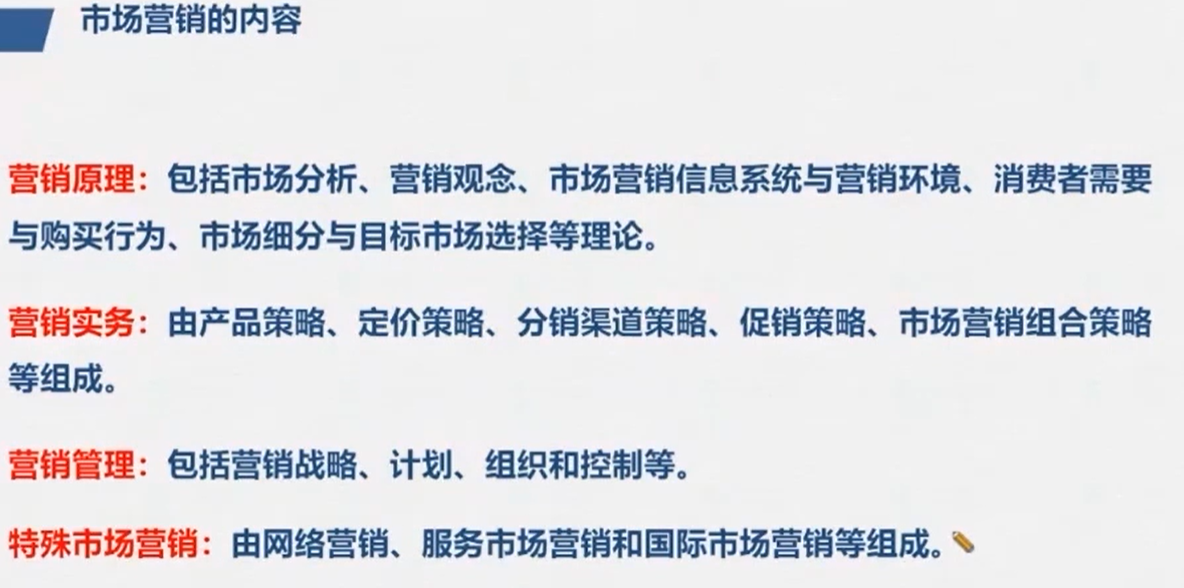 市场营销的内容
营销原理：包括市场分析、营销观念、市场营销信息系统与营销环境、消费者需要
与购买行为、市场细分与目标市场选择等理论。
营销实务：由产品策略、定价策略、分销渠道策略、促销策略、市场营销组合策略
等组成。
营销管理：包括营销战略、计划、组织和控制等。
特殊市场营销：由网络营销、服务市场营销和国际市场营销等组成。